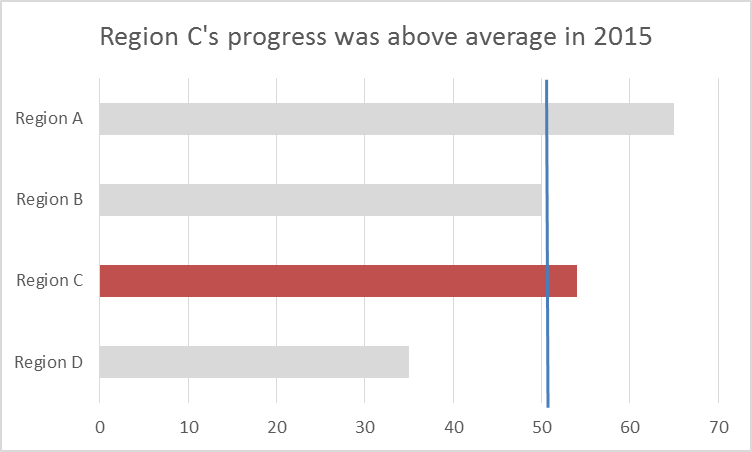 Region C's progress was above average in 2015
Region A
Region B
Region C
Region D
0 10 20 30 40 50 60 70